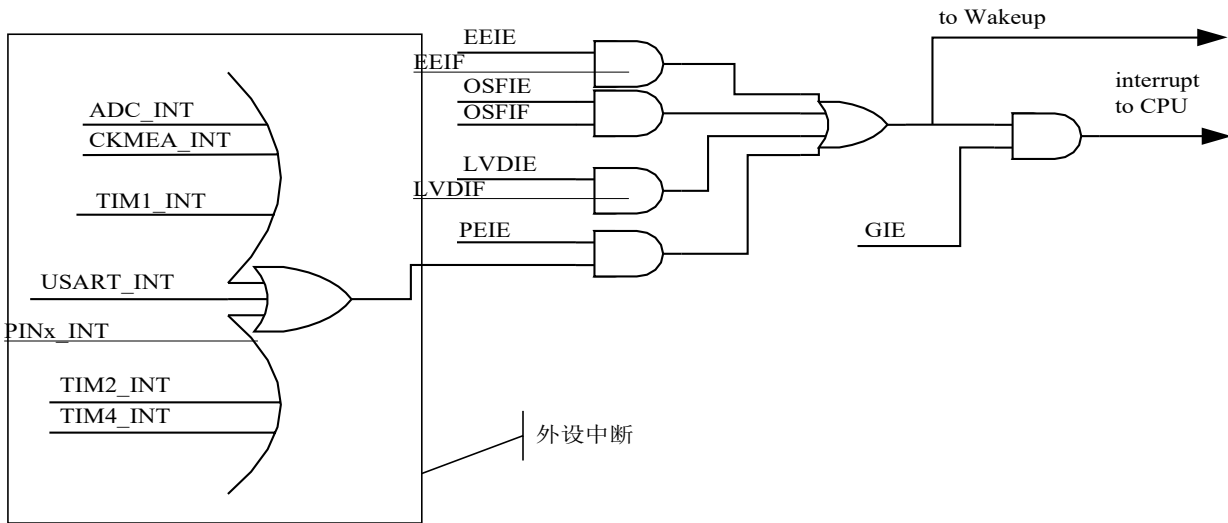 to Wakeup
EEIE
EEIF
OSFIE
OSFIF
interrupt
to CPU
ADC_INT
CKMEA_INT
LVDIE
LVDIF
TIM1_INT
PEIE
GIE
USART_INT
PINx_INT
TIM2_INT
TIM4_INT
外设中断